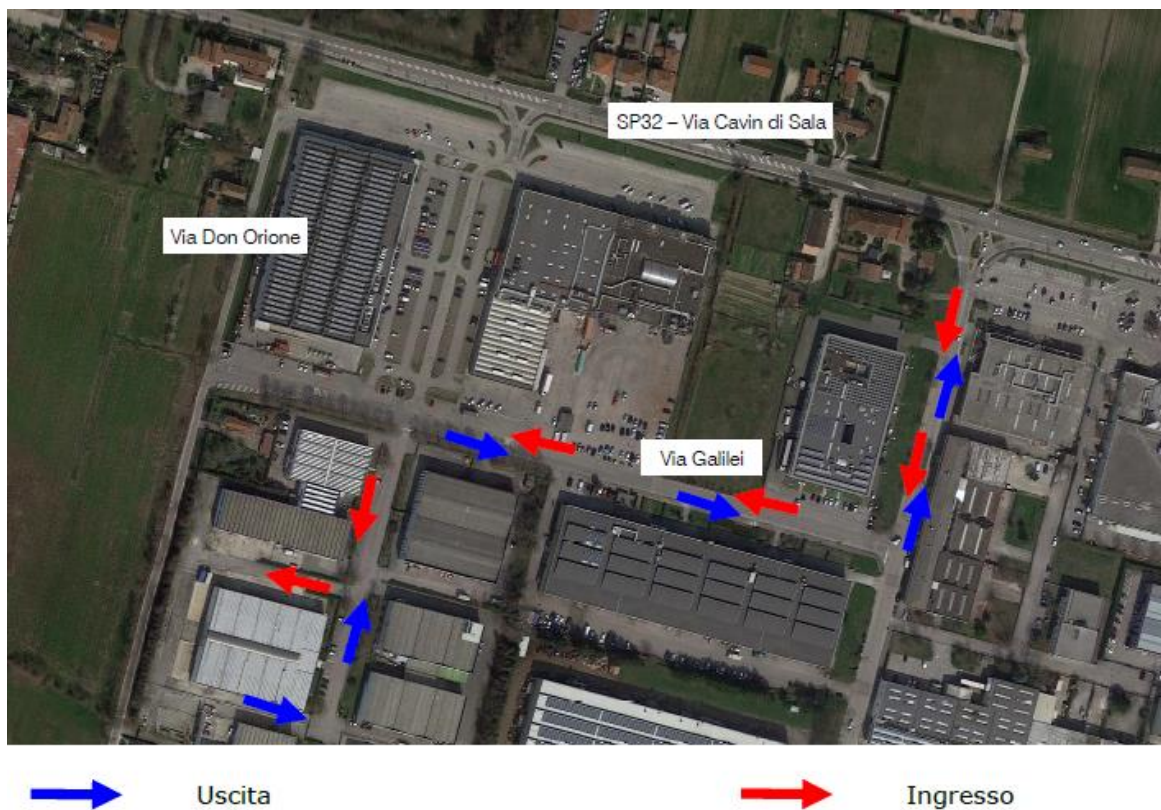 SP32 – Via Cavin di Sala
Via Don Orione
Via Galilei
Uscita
Ingresso